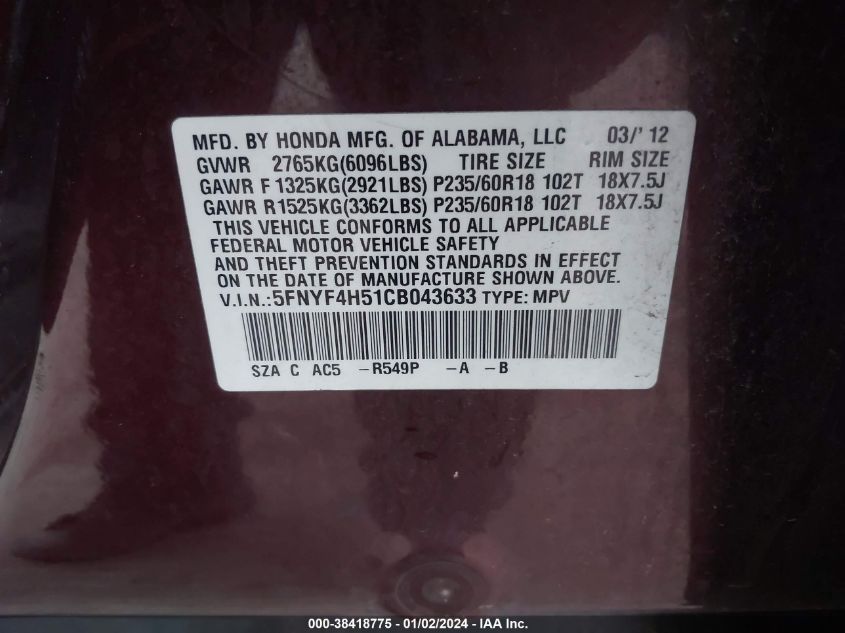 MFD. BY HONDA MFG. OF ALABAMA, LLC 03/' 12
GVWR 2765KG(6096LBS) TIRE SIZE RIM SIZE
GAWR F 1325KG(2921LBS) P235/60R18 102T 18X7.5J
GAWR R1525KG(3362LBS) P235/60R18 102T 18X7.5J
THIS VEHICLE CONFORMS TO ALL APPLICABLE
FEDERAL MOTOR VEHICLE SAFETY
AND THEFT PREVENTION STANDARDS IN EFFECT
ON THE DATE OF MANUFACTURE SHOWN ABOVE.
V.I.N.:5FNYF4H51CB043633 TYPE: MPV
SZA C AC5 -R549P -A -B
000-38418775 - 01/02/2024 - IAAI Inc.